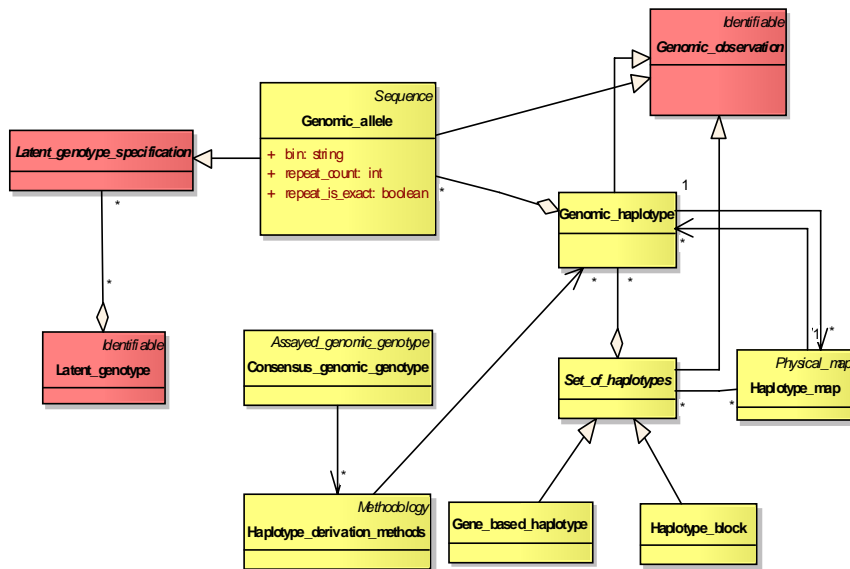 Identifiable
Genomic_observation
Sequence
Genomic_allele
+ bin: string
+ repeat_count: int
+ repeat_is_exact: boolean
Latent_genotype_specification
*
*
1
Genomic_haplotype
*
*
*
*
Identifiable
Latent_genotype
Assayed_genomic_genotype
Consensus_genomic_genotype
*
Set_of_haplotypes
*
*
1
*
Physical_map
Haplotype_map
Methodology
Haplotype_derivation_methods
Gene_based_haplotype
Haplotype_block